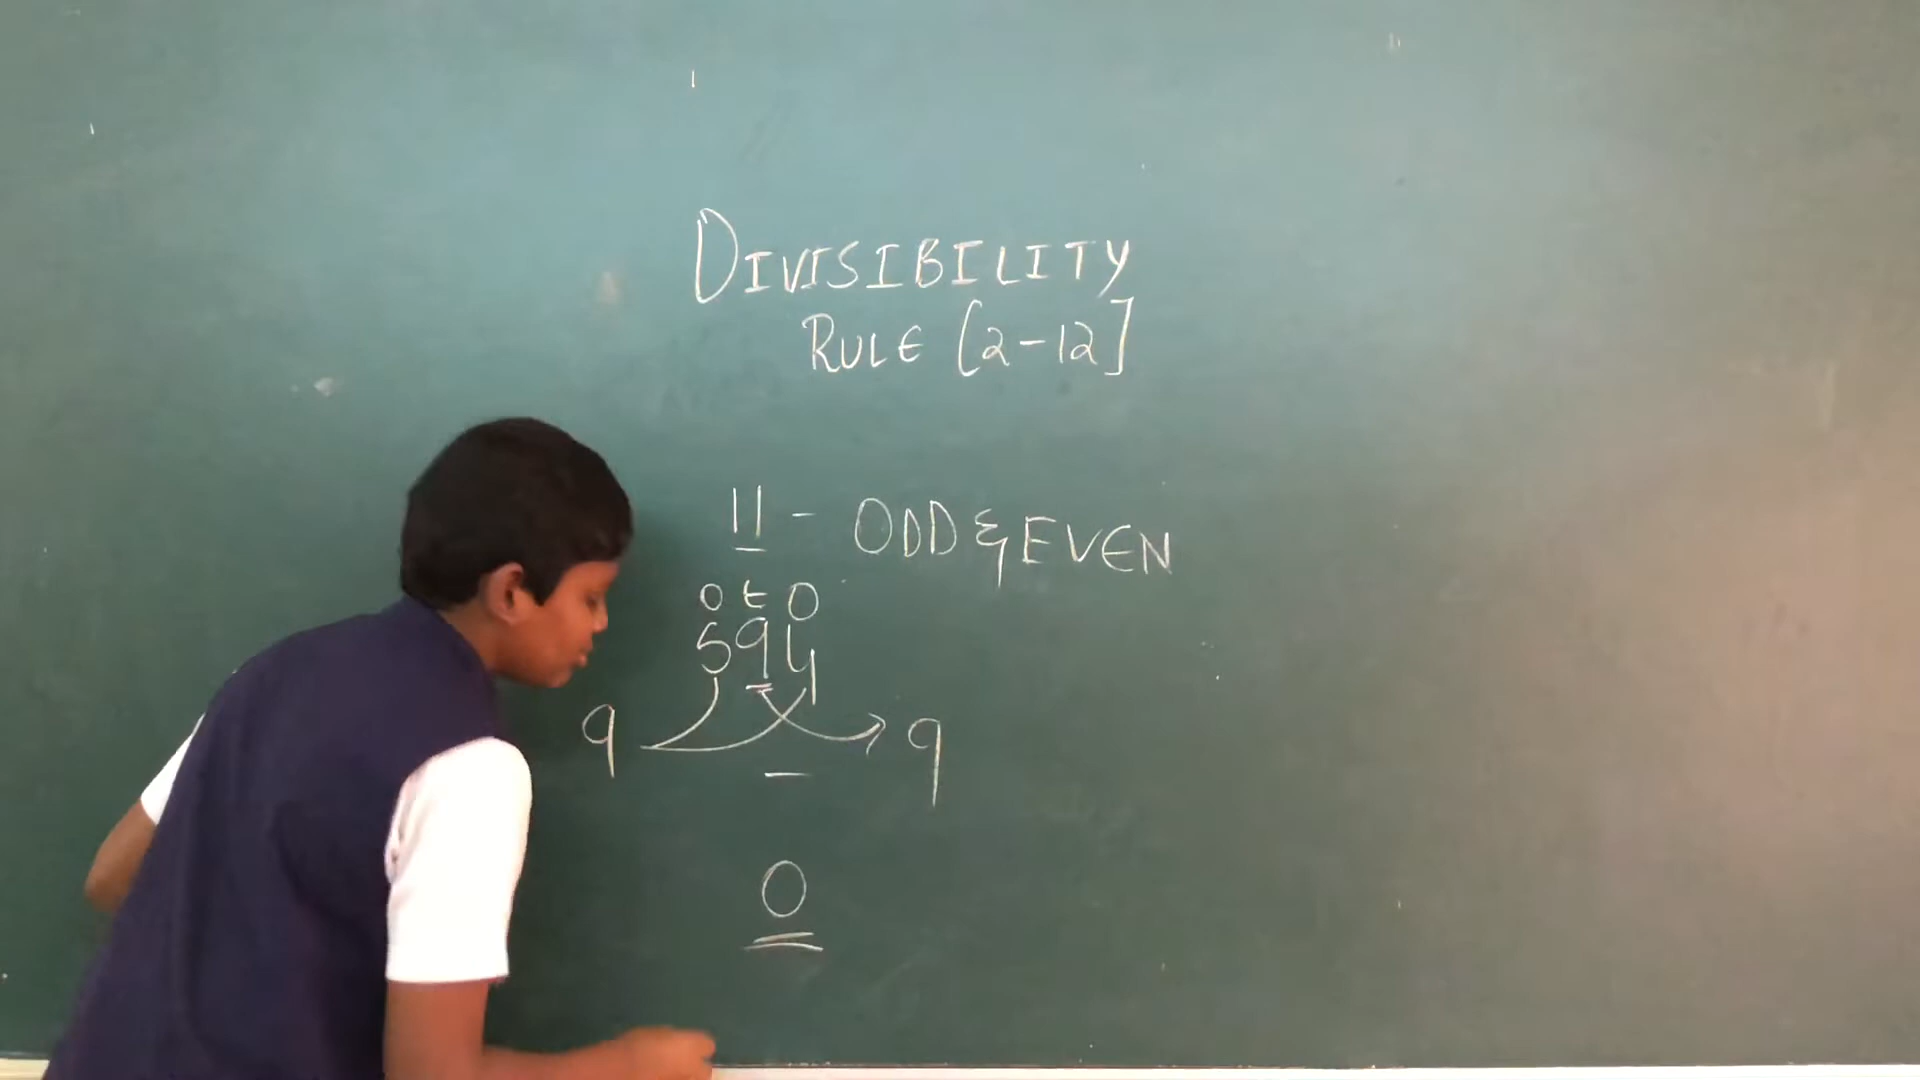 DIVISIBILITY
RULE [2-12]
11 - ODD & EVEN
O E O
594
9 9
-
0